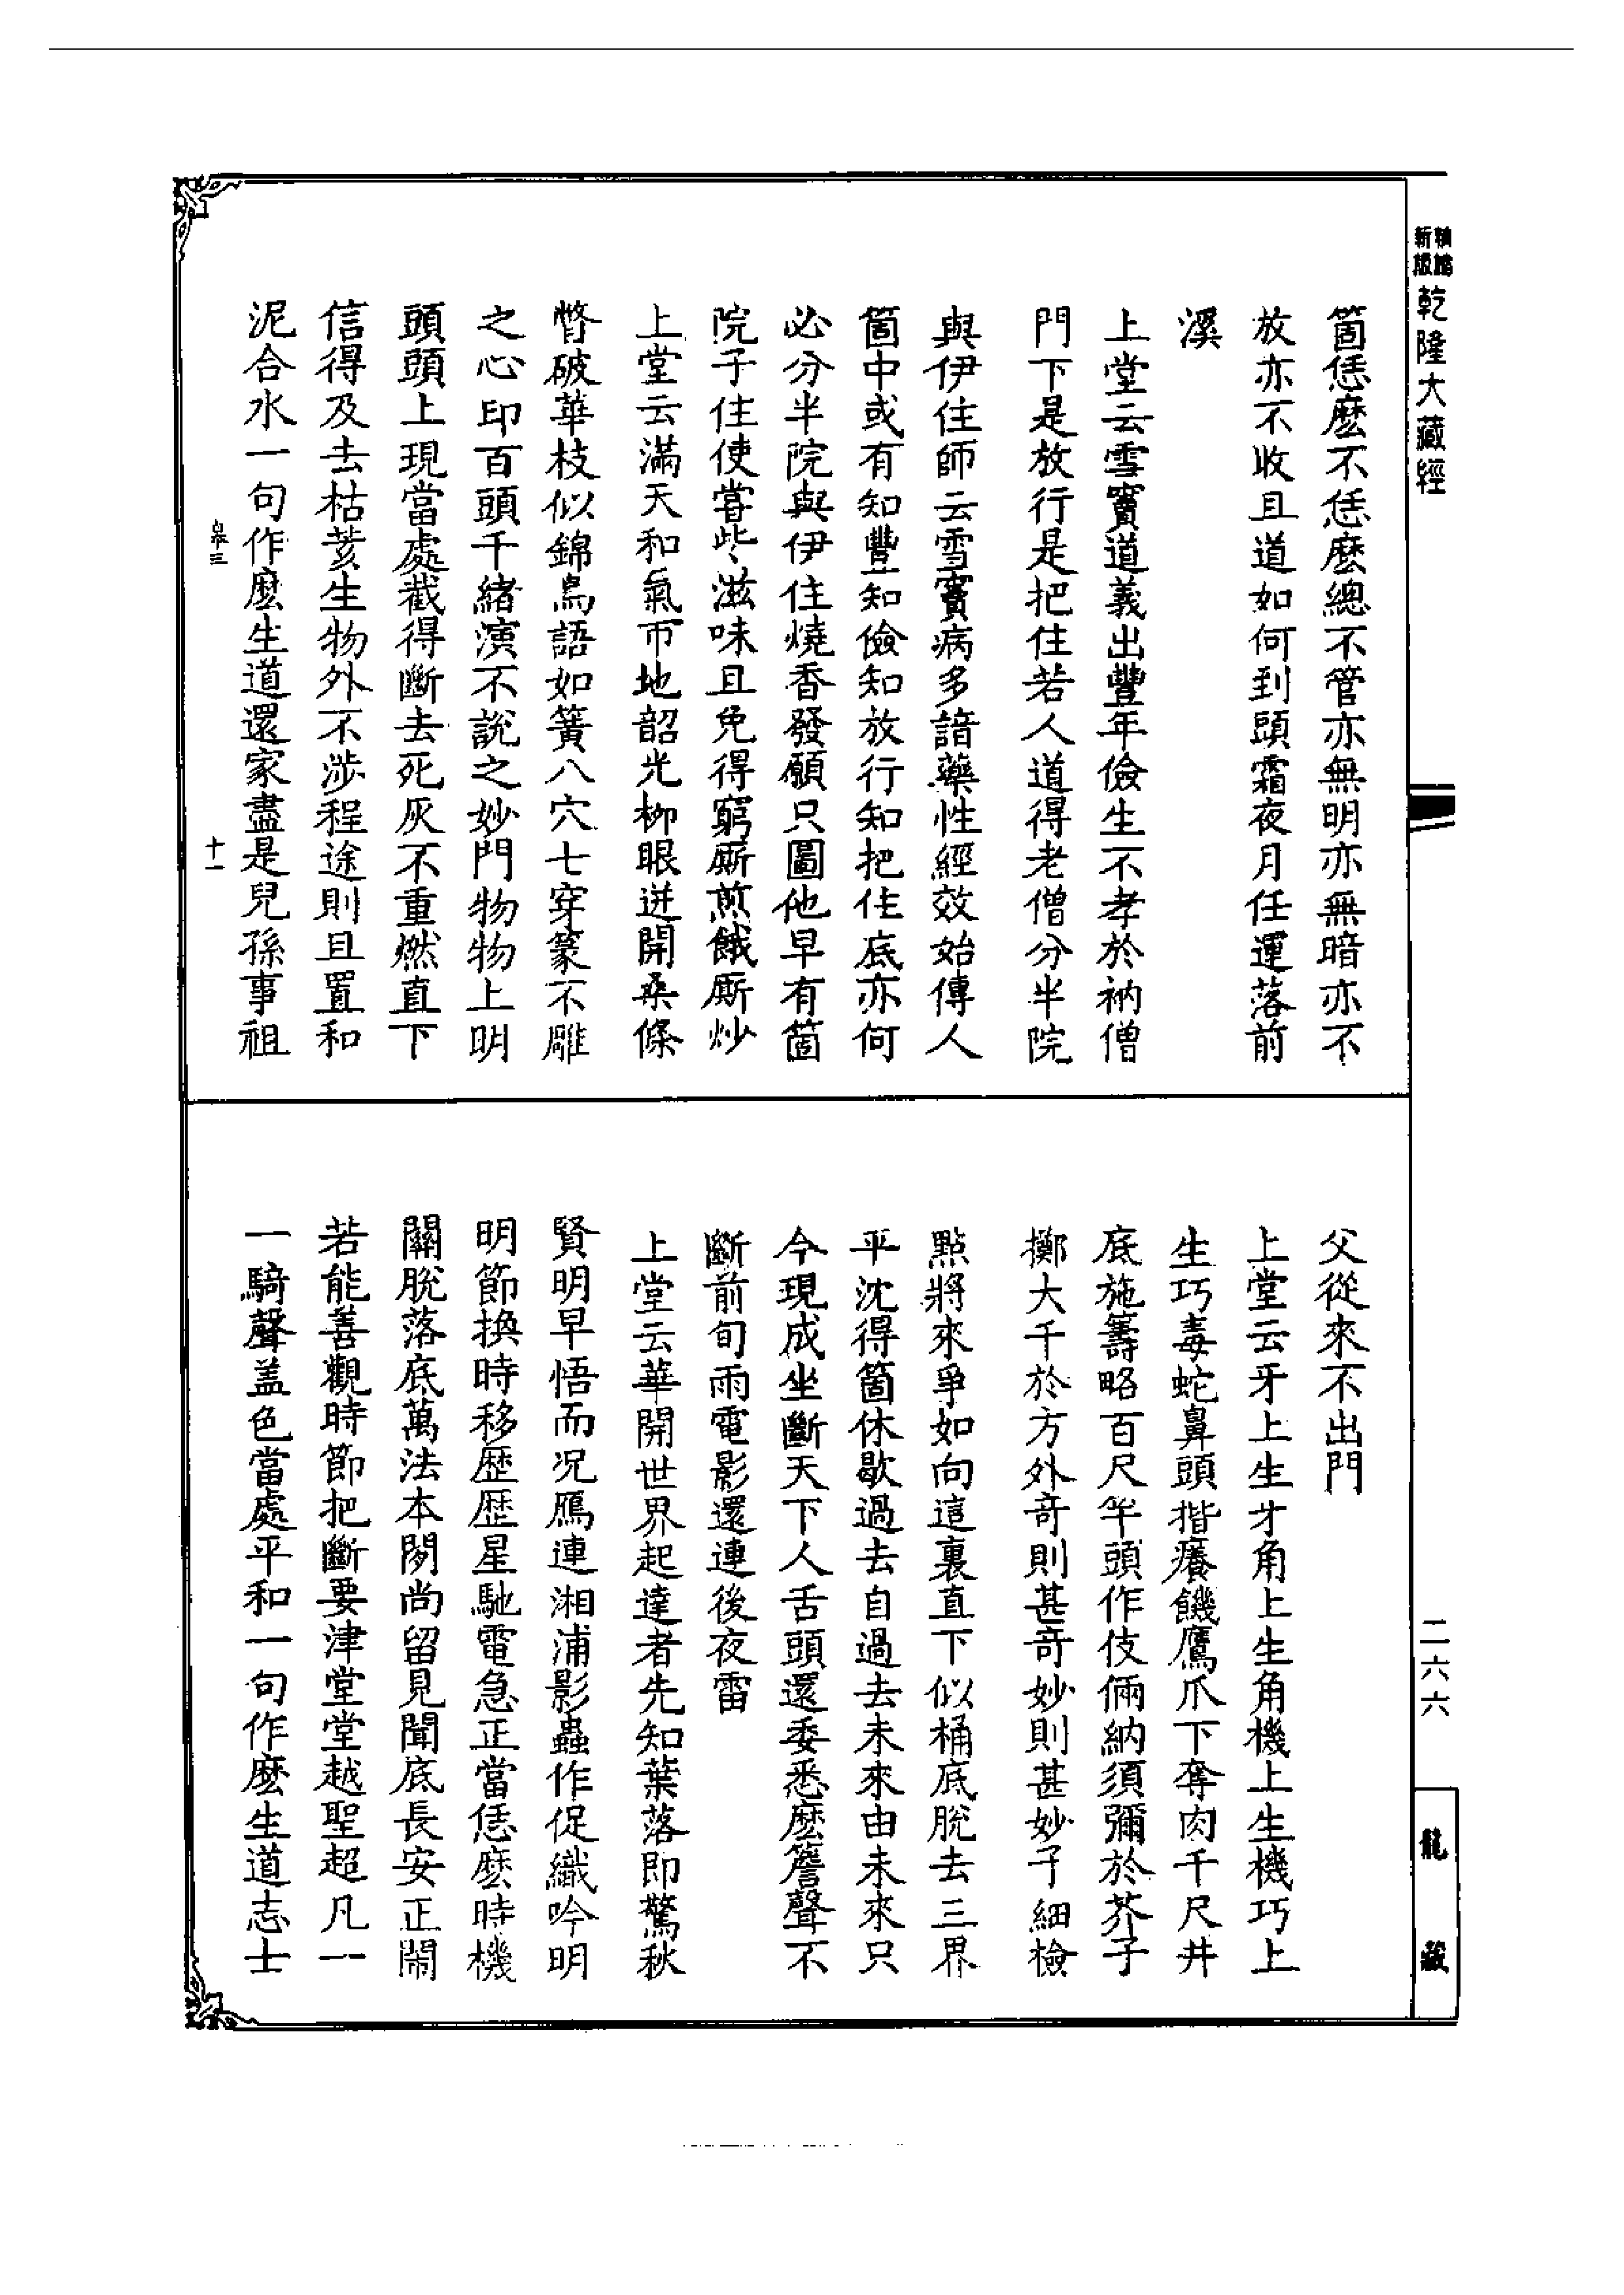 新版
精縮
乾隆大藏經
箇恁麽不恁麽總不管亦無明亦無暗亦不
放亦不收且道如何到頭霜夜月任運落前
溪
上堂云雪竇道義出豐年儉生不孝於衲僧
門下是放行是把住若人道得老僧分半院
與伊住師云雪竇病多諳藥性經效始傳人
箇中或有知豐知儉知放行知把住底亦何
必分半院與伊住燒香發願只圖他早有箇
院子住使嘗些滋味且免得窮厮煎餓厮炒
上堂云滿天和氣帀地韶光柳眼迸開桑條
瞥破華枝似錦鳥語如簧八穴七穿篆不雕
之心印百頭千緒演不說之妙門物物上明
頭頭上現當處截得斷去死灰不重燃直下
信得及去枯荄生物外不涉程途則且置和
泥合水一句作麽生道還家盡是兒孫事祖
皋三
十一
父從來不出門
上堂云牙上生牙角上生角機上生機巧上
生巧毒蛇鼻頭揩癢饑鷹爪下奪肉千尺井
底施籌略百尺竿頭作伎倆納須彌於芥子
擲大千於方外奇則甚奇妙則甚妙子細檢
點將來爭如向這裏直下似桶底脫去三界
平沈得箇休歇過去自過去未來由未來只
今現成坐斷天下人舌頭還委悉麽簷聲不
斷前旬雨電影還連後夜雷
上堂云華開世界起達者先知葉落即驚秋
賢明早悟而况鴈連湘浦影蟲作促織吟明
明節換時移歷歷星馳電急正當恁麽時機
關脫落底萬法本閒尚留見聞底長安正鬧
若能善觀時節把斷要津堂堂越聖超凡一
一騎聲盖色當處平和一句作麽生道志士
二六六
龍藏